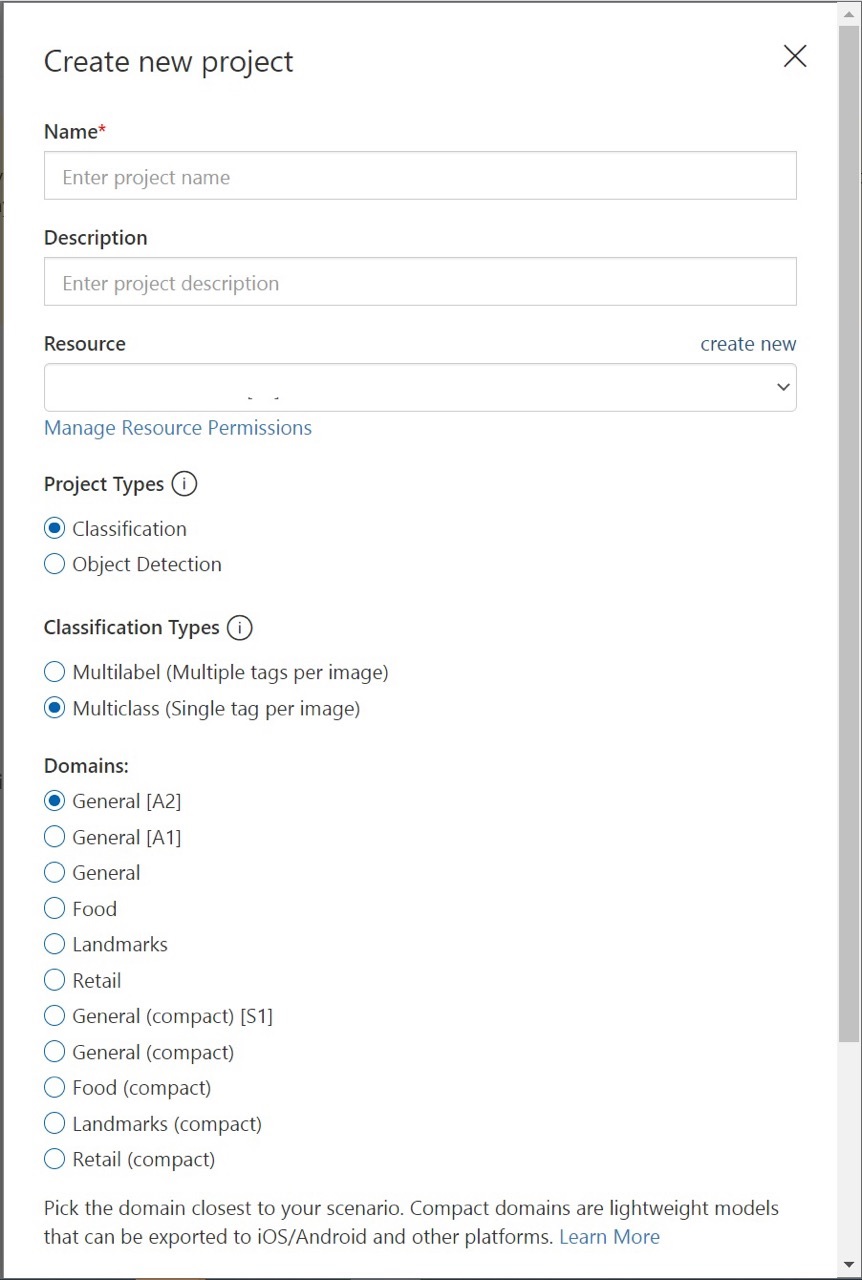 Create new project
Name*
Enter project name
Description
Enter project description
Resource
create new
Manage Resource Permissions
Project Types
Classification
Object Detection
Classification Types
Multilabel (Multiple tags per image)
Multiclass (Single tag per image)
Domains:
General [A2]
General [A1]
General
Food
Landmarks
Retail
General (compact) [S1]
General (compact)
Food (compact)
Landmarks (compact)
Retail (compact)
Pick the domain closest to your scenario. Compact domains are lightweight models
that can be exported to iOS/Android and other platforms. Learn More